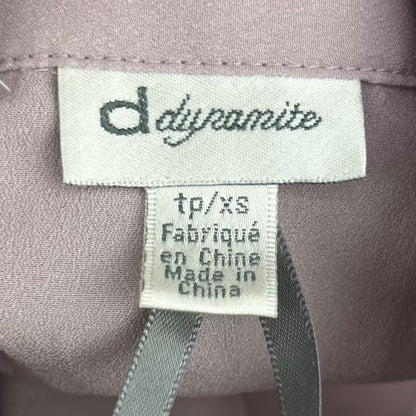 d dynamite
tp/xs
Fabriqué
en Chine
Made in
China